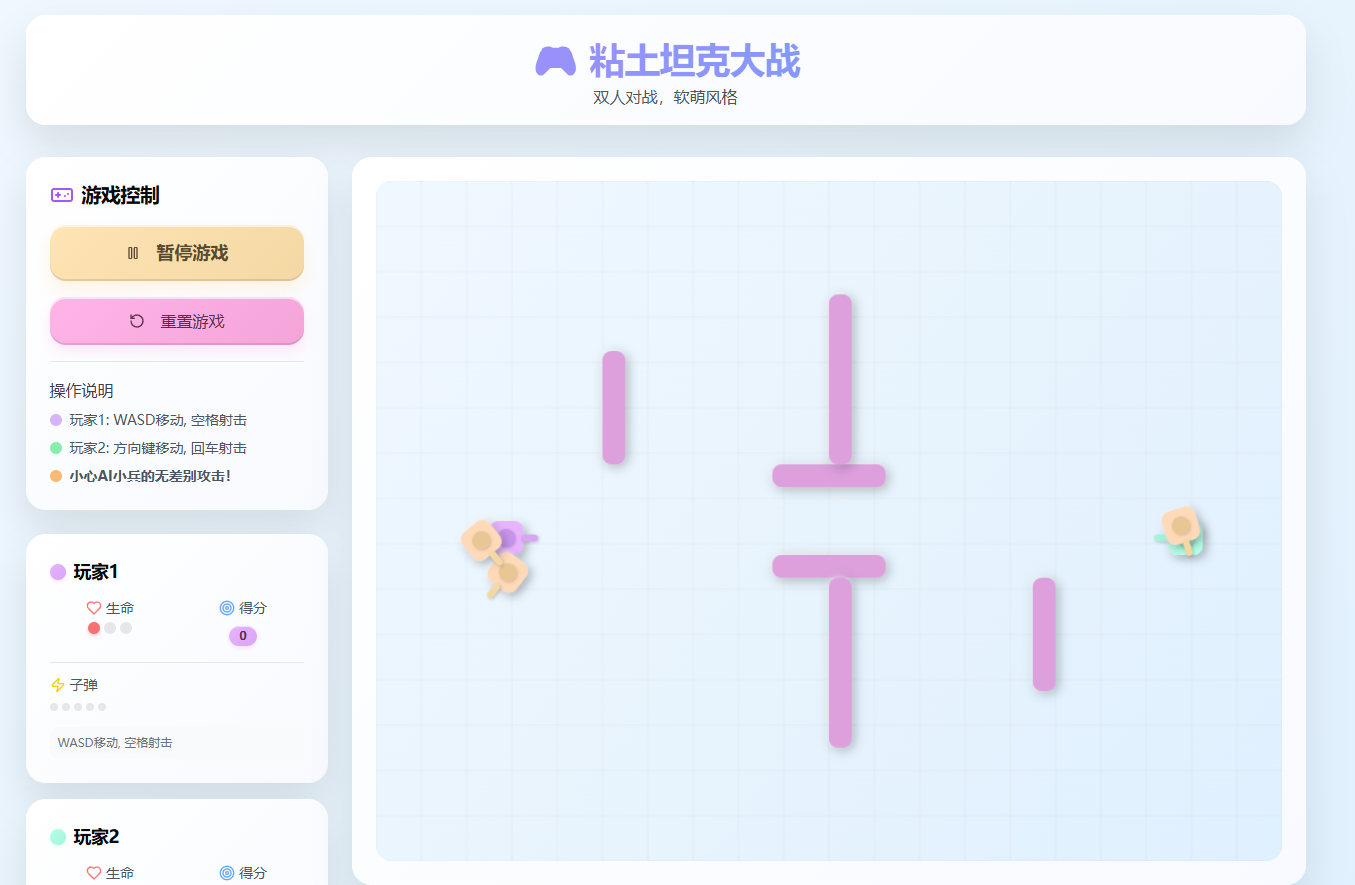 粘土坦克大战
双人对战，软萌风格
游戏控制
暂停游戏
重置游戏
操作说明
玩家1: WASD移动, 空格射击
玩家2: 方向键移动, 回车射击
小心AI小兵的无差别攻击!
玩家1
生命 得分
0
子弹
WASD移动, 空格射击
玩家2
生命 得分